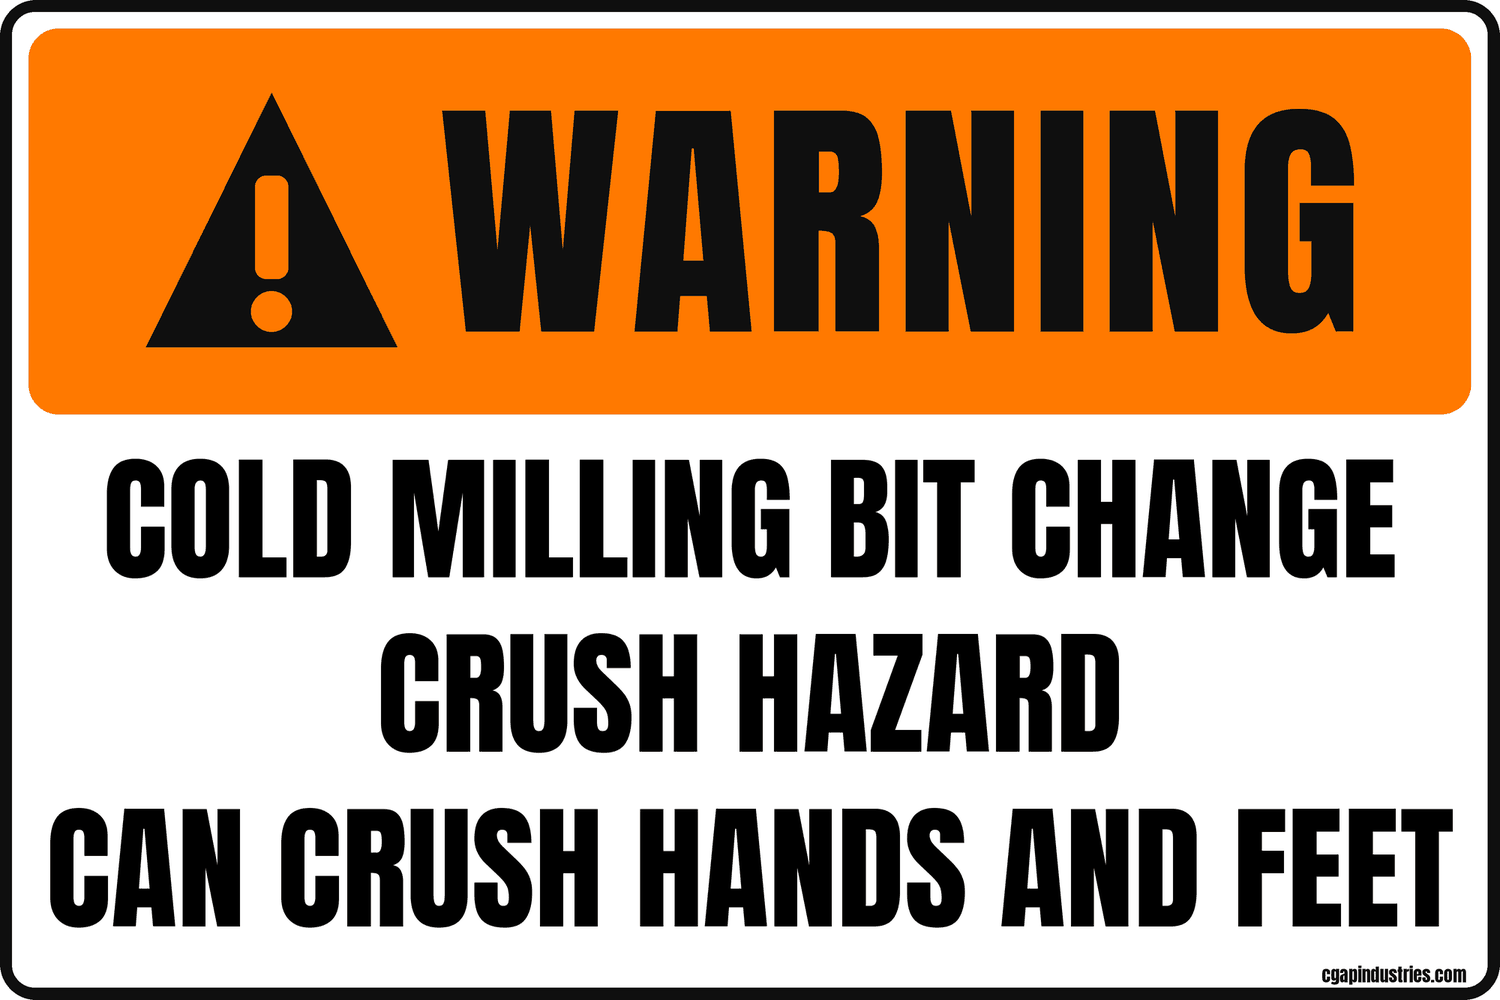 WARNING
COLD MILLING BIT CHANGE
CRUSH HAZARD
CAN CRUSH HANDS AND FEET
cgapindustries.com